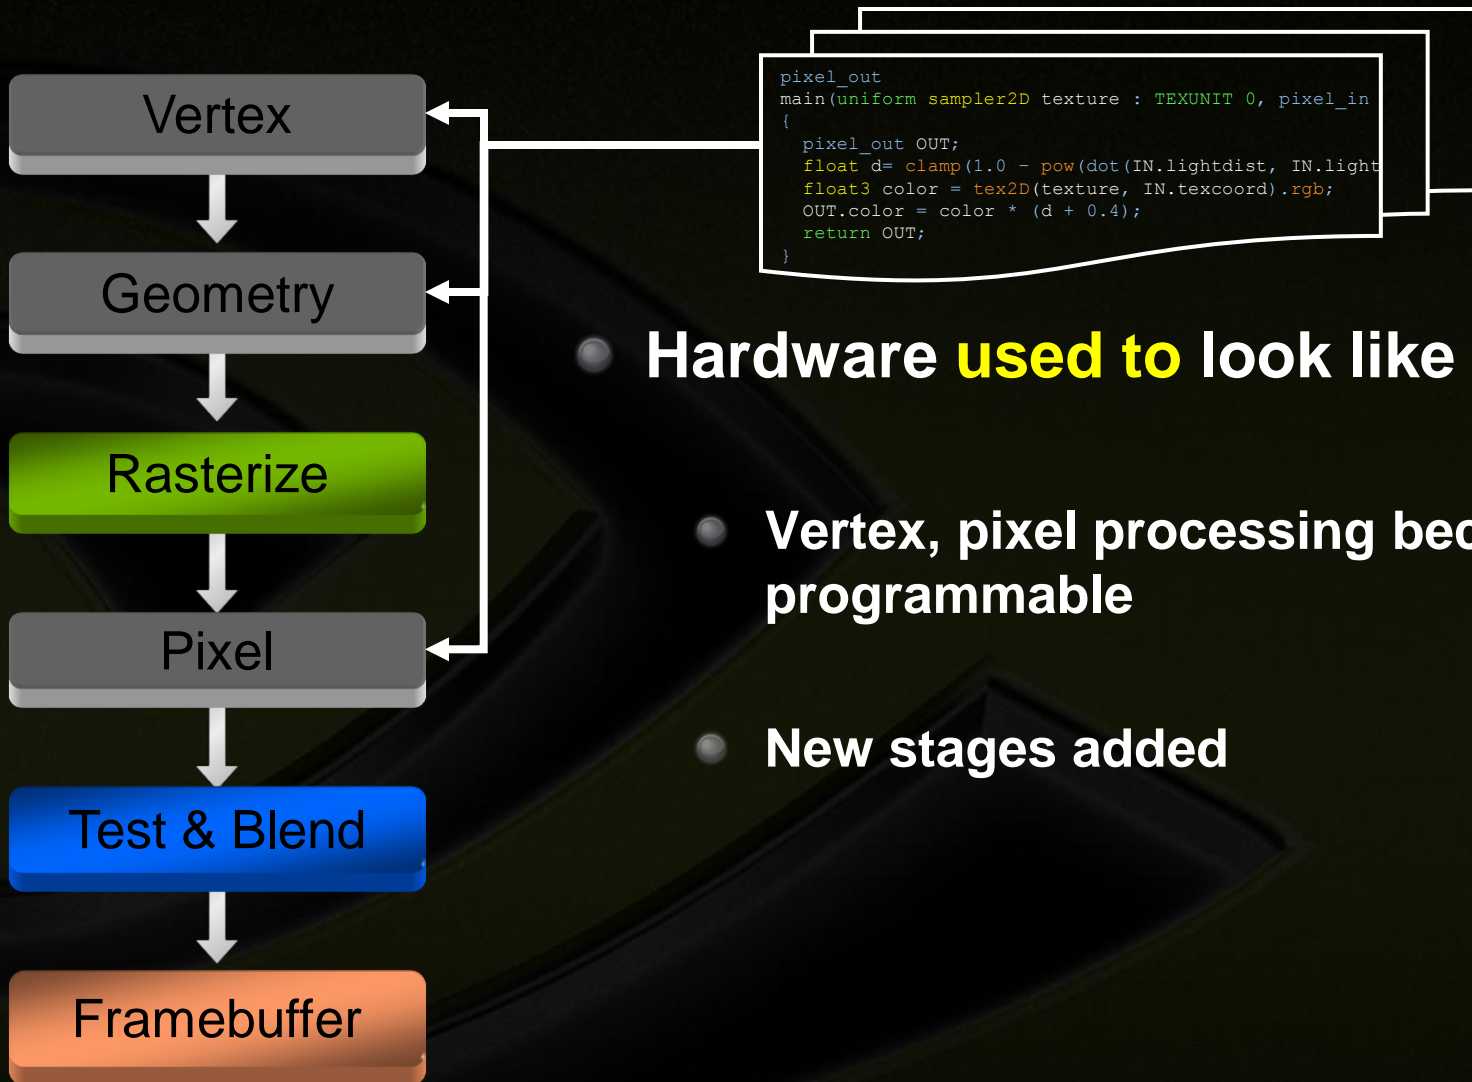 Vertex
Geometry
Rasterize
Pixel
Test & Blend
Framebuffer
pixel_out
main(uniform sampler2D texture : TEXUNIT 0, pixel_in
{
pixel_out OUT;
float d= clamp(1.0 – pow(dot(IN.lightdist, IN.light
float3 color = tex2D(texture, IN.texcoord).rgb;
OUT.color = color * (d + 0.4);
return OUT;
}
Hardware used to look like
Vertex, pixel processing bec
programmable
New stages added